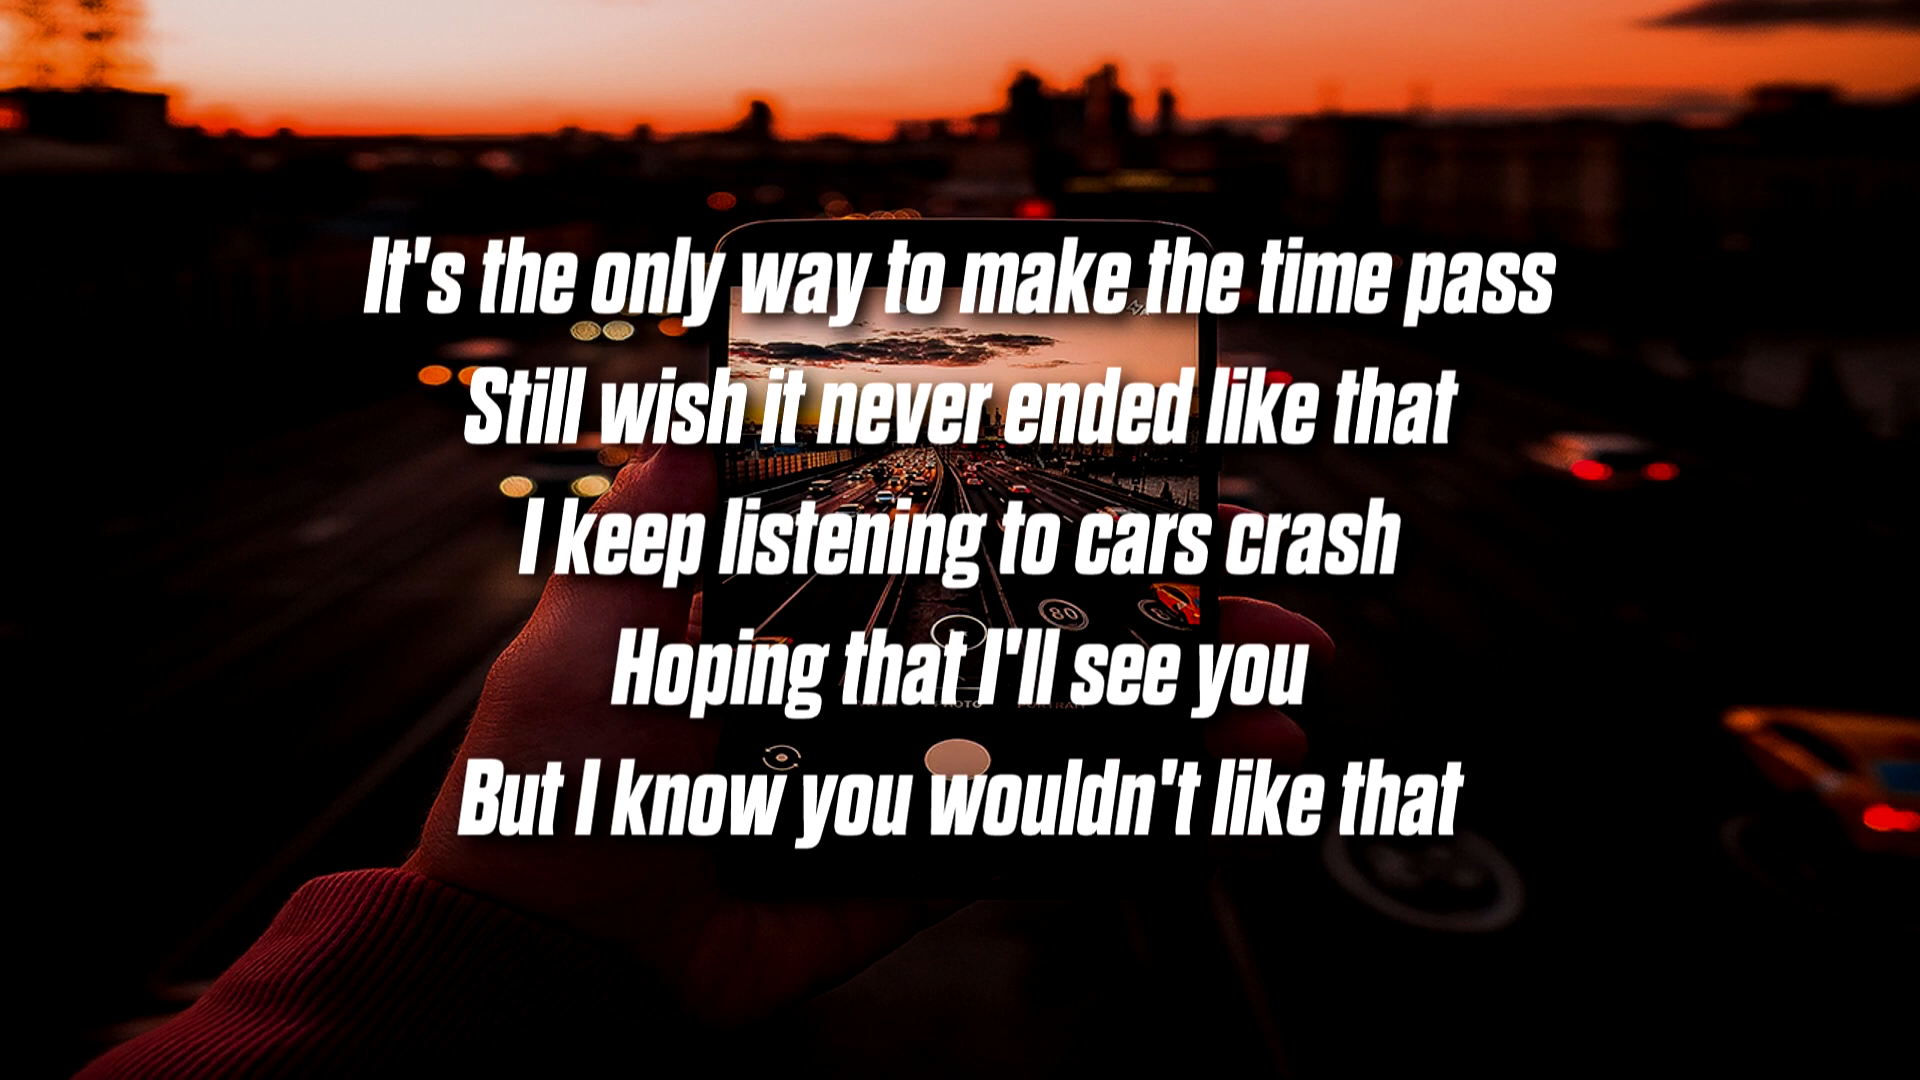 It's the only way to make the time pass
Still wish it never ended like that
I keep listening to cars crash
Hoping that I'll see you
But I know you wouldn't like that
80